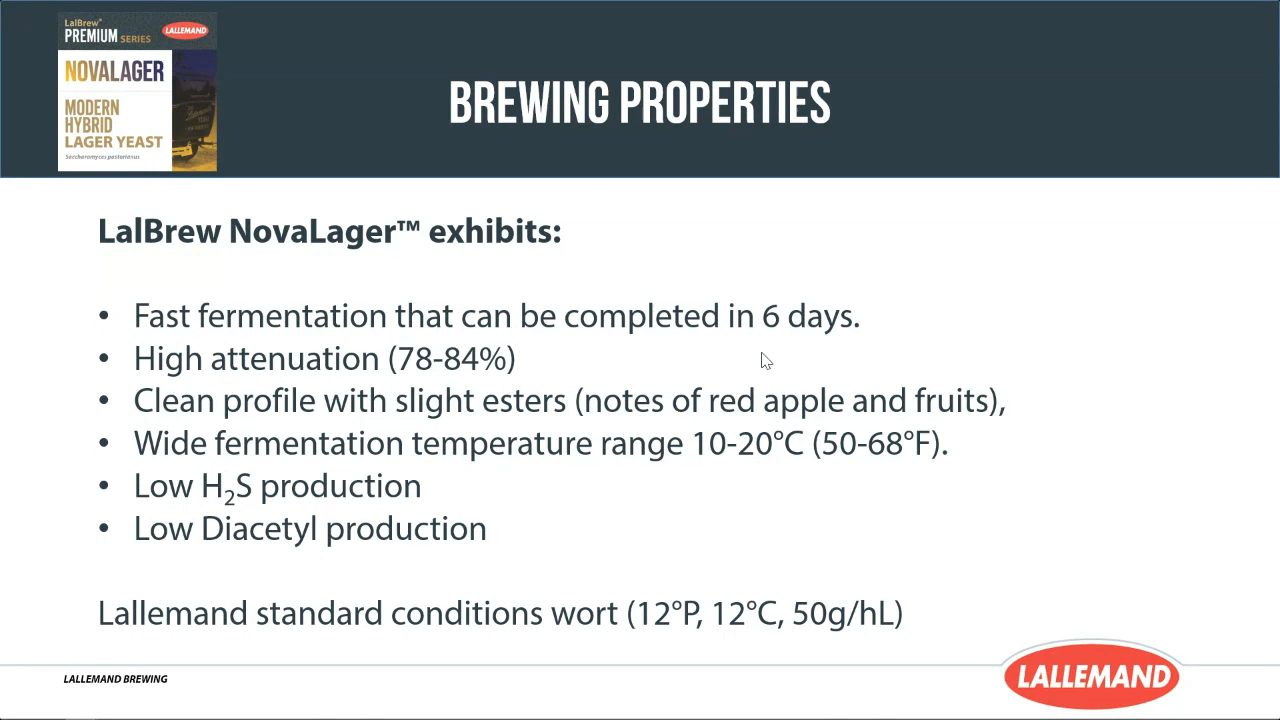 LalBrew®
PREMIUM SERIES
LALLEMAND
NOVALAGER
MODERN
HYBRID
LAGER YEAST
Saccharomyces pastorianus
BREWING PROPERTIES
LalBrew NovaLager™ exhibits:
• Fast fermentation that can be completed in 6 days.
• High attenuation (78-84%)
• Clean profile with slight esters (notes of red apple and fruits),
• Wide fermentation temperature range 10-20°C (50-68°F).
• Low H₂S production
• Low Diacetyl production
Lallemand standard conditions wort (12°P, 12°C, 50g/hL)
LALLEMAND BREWING
LALLEMAND